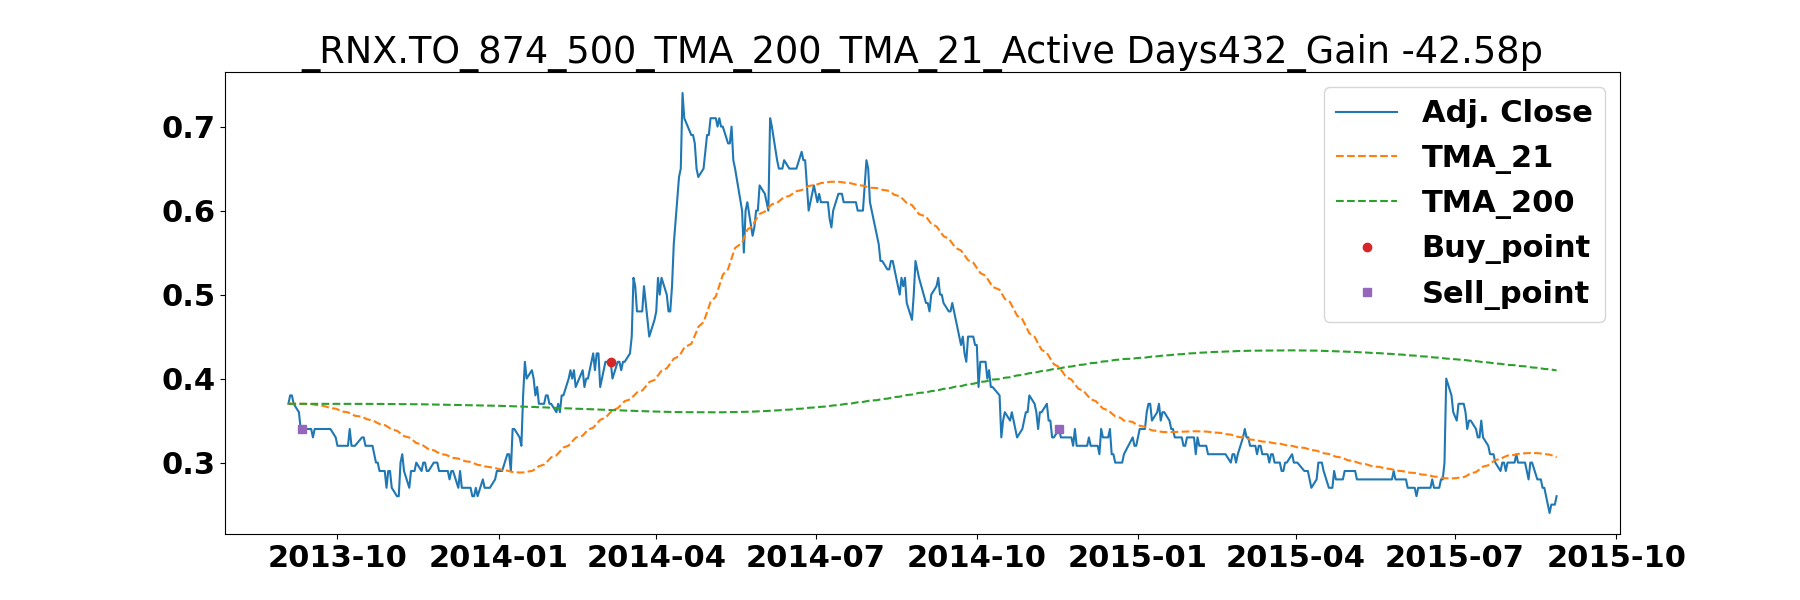 _RNX.TO_874_500_TMA_200_TMA_21_Active Days432_Gain -42.58p
0.7
0.6
0.5
0.4
0.3
Adj. Close
TMA_21
TMA_200
Buy_point
Sell_point
2013-10 2014-01 2014-04 2014-07 2014-10 2015-01 2015-04 2015-07 2015-10